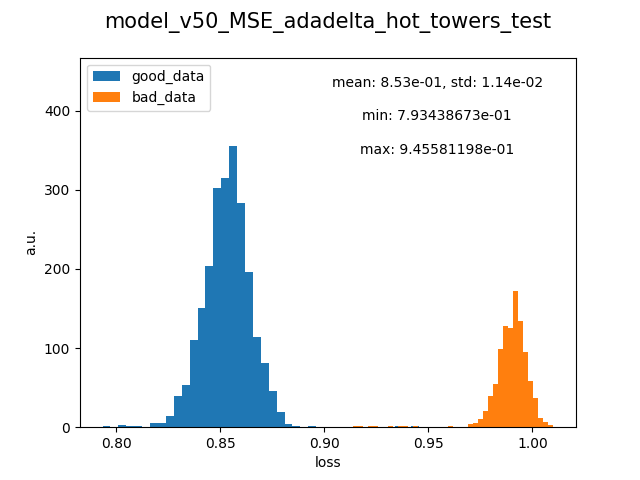 model_v50_MSE_adadelta_hot_towers_test
good_data
bad_data
mean: 8.53e-01, std: 1.14e-02
min: 7.93438673e-01
max: 9.45581198e-01
a.u.
400
300
200
100
0
0.80 0.85 0.90 0.95 1.00
loss